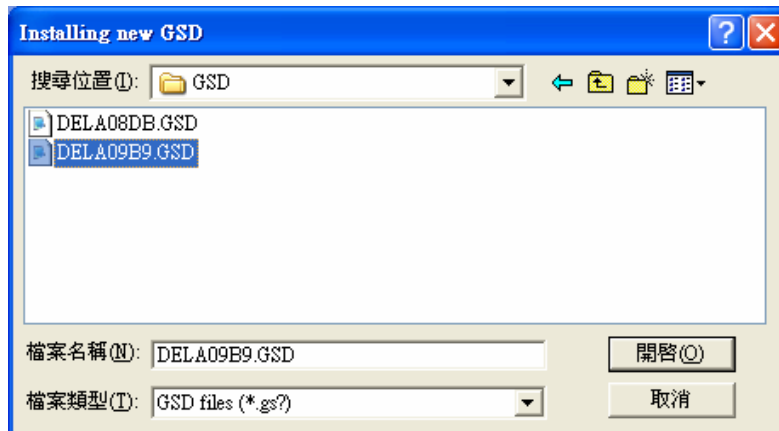 Installing new GSD
搜尋位置(I): GSD
DELA08DB.GSD
DELA09B9.GSD
檔案名稱(N): DELA09B9.GSD 開啓(O)
檔案類型(T): GSD files (*.gs?) 取消